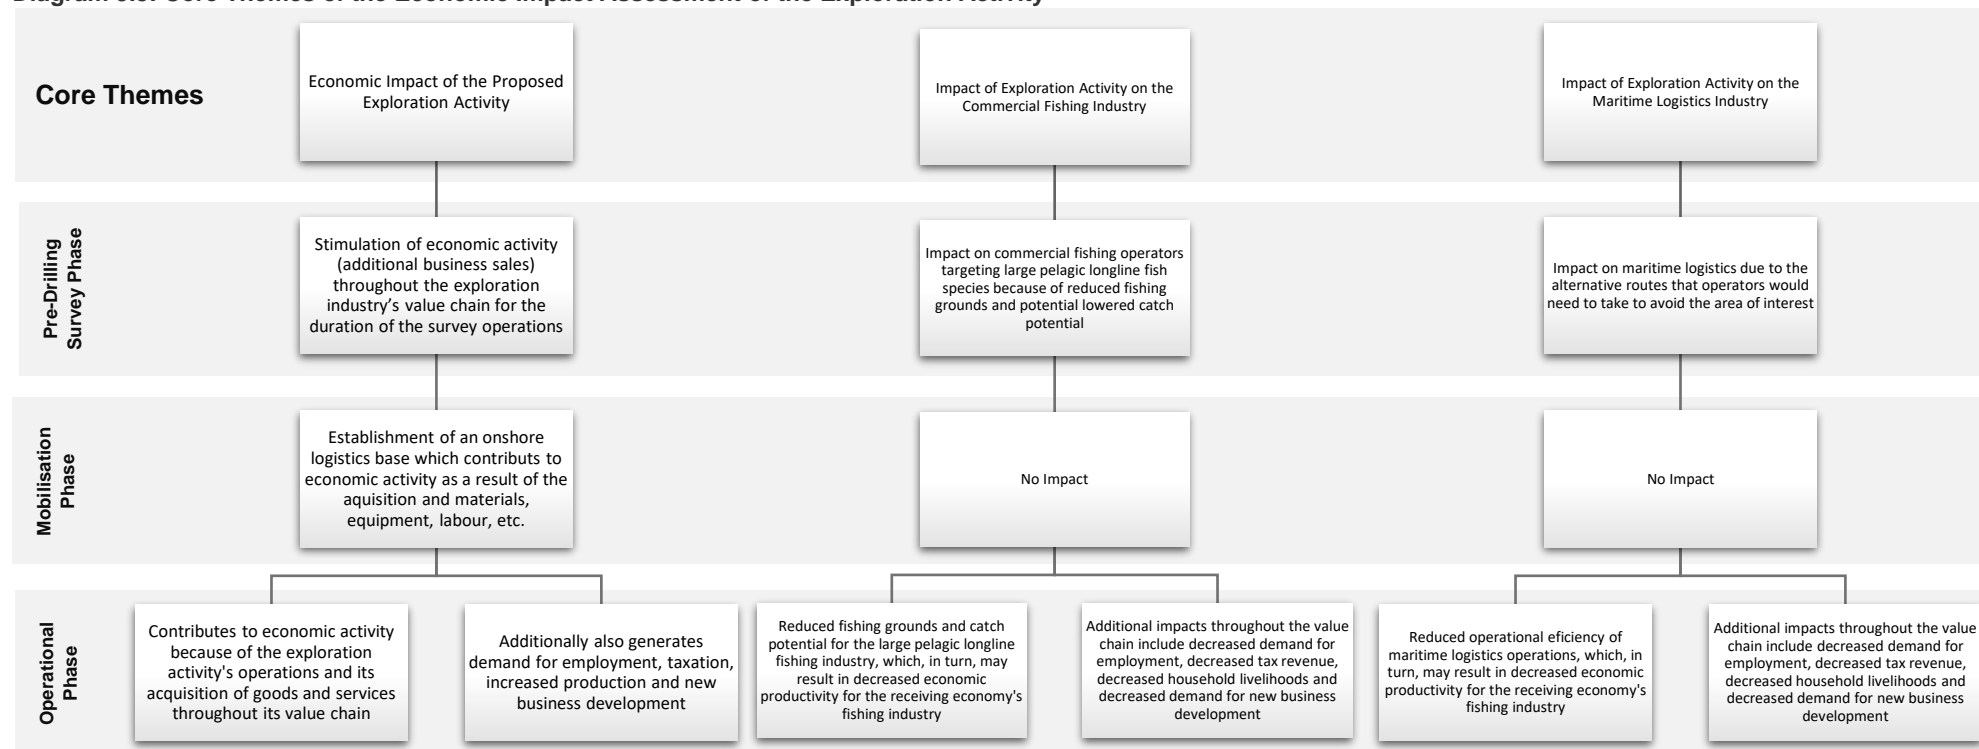 Diagram 5.5: Core Themes of the Economic Impact Assessment of the Exploration Activity
Core Themes
Economic Impact of the Proposed
Exploration Activity
Impact of Exploration Activity on the
Commercial Fishing Industry
Impact of Exploration Activity on the
Maritime Logistics Industry
Pre-Drilling
Survey Phase
Stimulation of economic activity
(additional business sales)
throughout the exploration
industry's value chain for the
duration of the survey operations
Impact on commercial fishing operators
targeting large pelagic longline fish
species because of reduced fishing
grounds and potential lowered catch
potential
Impact on maritime logistics due to the
alternative routes that operators would
need to take to avoid the area of interest
Mobilisation
Phase
Establishment of an onshore
logistics base which contributs to
economic activity as a result of the
aquisition and materials,
equipment, labour, etc.
No Impact
No Impact
Operational
Phase
Contributes to economic activity
because of the exploration
activity's operations and its
acquisition of goods and services
throughout its value chain
Additionally also generates
demand for employment, taxation,
increased production and new
business development
Reduced fishing grounds and catch
potential for the large pelagic longline
fishing industry, which, in turn, may
result in decreased economic
productivity for the receiving economy's
fishing industry
Additional impacts throughout the value
chain include decreased demand for
employment, decreased tax revenue,
decreased household livelihoods and
decreased demand for new business
development
Reduced operational eficiency of
maritime logistics operations, which, in
turn, may result in decreased economic
productivity for the receiving economy's
fishing industry
Additional impacts throughout the value
chain include decreased demand for
employment, decreased tax revenue,
decreased household livelihoods and
decreased demand for new business
development